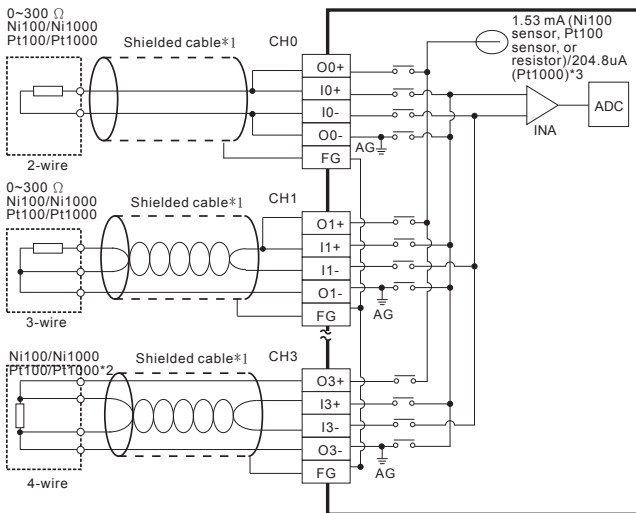 0~300 Ω
Ni100/Ni1000
Pt100/Pt1000
Shielded cable*1
CH0
O0+
I0+
I0-
O0-
FG
AG
2-wire
1.53 mA (Ni100
sensor, Pt100
sensor, or
resistor)/204.8uA
(Pt1000)*3
INA
ADC
0~300 Ω
Ni100/Ni1000
Pt100/Pt1000
Shielded cable*1
CH1
O1+
I1+
I1-
O1-
FG
AG
3-wire
Ni100/Ni1000
Pt100/Pt1000*2
Shielded cable*1
CH3
O3+
I3+
I3-
O3-
FG
AG
4-wire